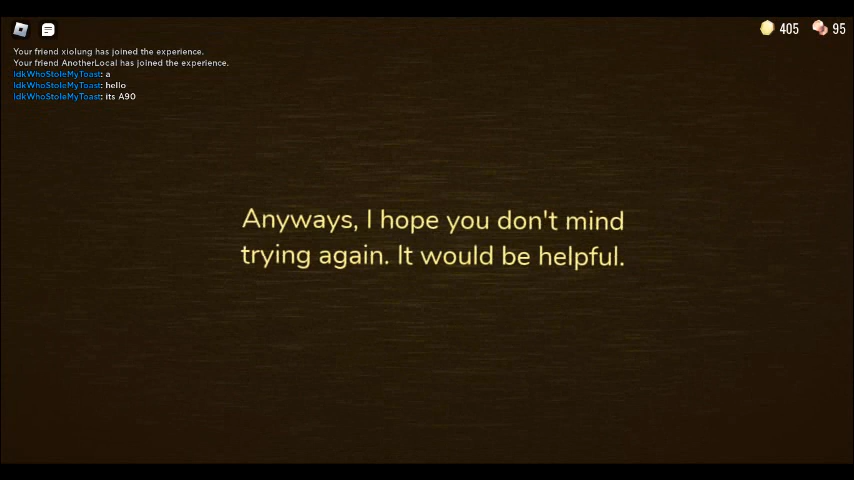 405 95
Your friend xiolung has joined the experience.
Your friend AnotherLocal has joined the experience.
IdkWhoStoleMyToast: a
IdkWhoStoleMyToast: hello
IdkWhoStoleMyToast: its A90
Anyways, I hope you don't mind
trying again. It would be helpful.